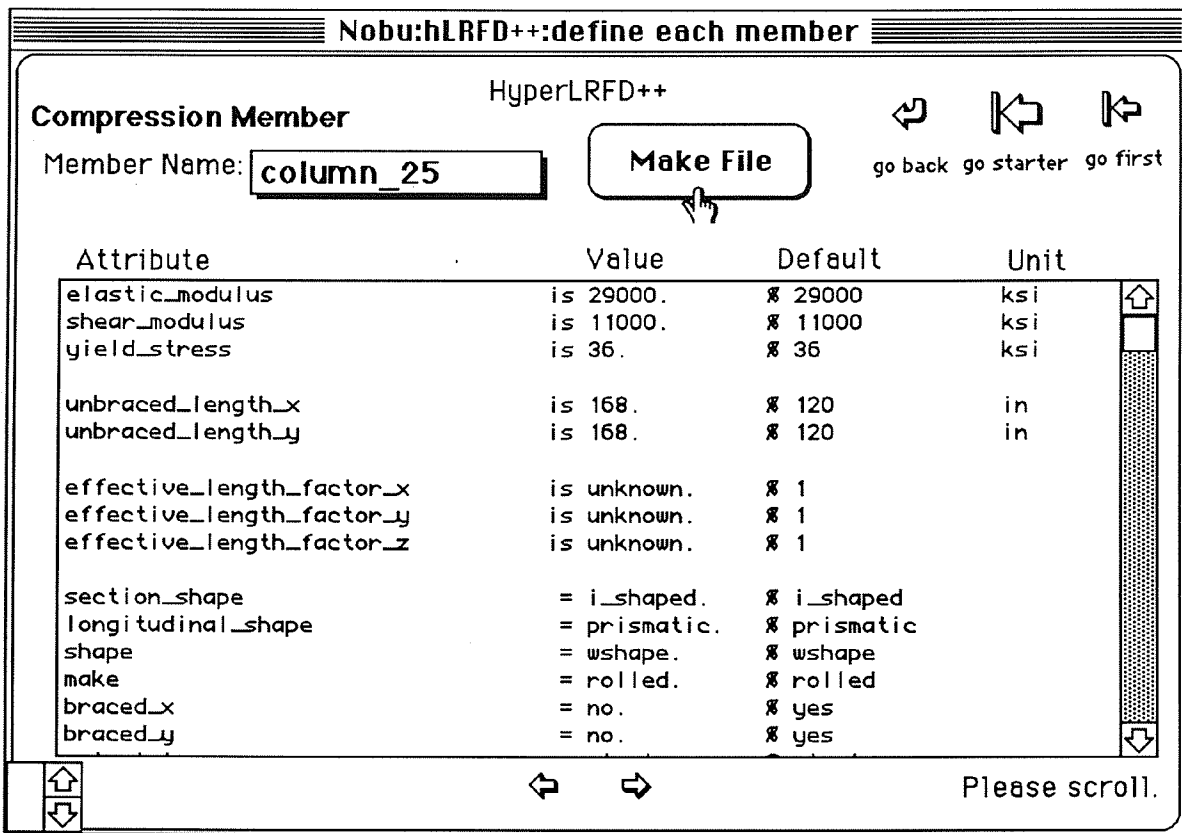 Nobu:hLRFD++:define each member
HyperLRFD++
Compression Member
Member Name: column_25
Make File
go back go starter go first
Attribute Value Default Unit
elastic_modulus is 29000. % 29000 ksi
shear_modulus is 11000. % 11000 ksi
yield_stress is 36. % 36 ksi
unbraced_length_x is 168. % 120 in
unbraced_length_y is 168. % 120 in
effective_length_factor_x is unknown. % 1
effective_length_factor_y is unknown. % 1
effective_length_factor_z is unknown. % 1
section_shape = i_shaped. % i_shaped
longitudinal_shape = prismatic. % prismatic
shape = wshape. % wshape
make = rolled. % rolled
braced_x = no. % yes
braced_y = no. % yes
Please scroll.